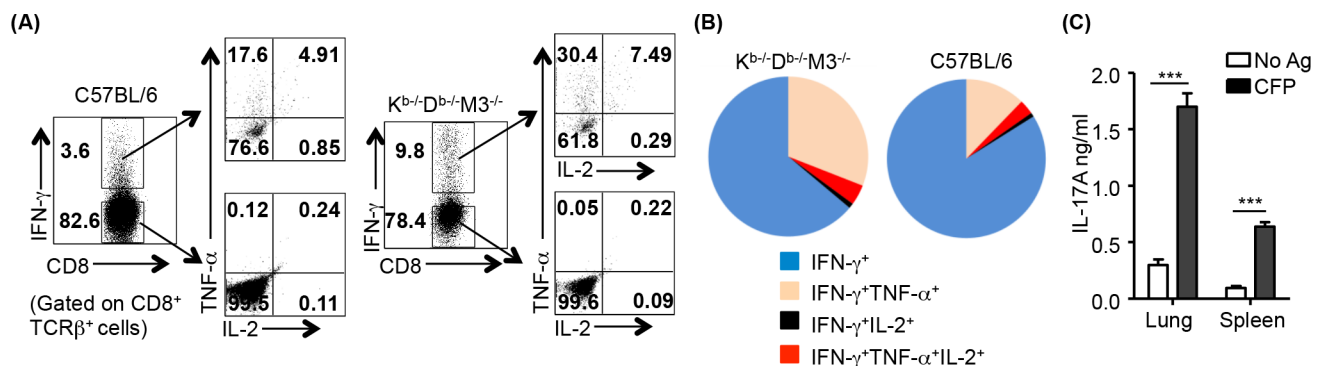 (A)
C57BL/6
3.6
82.6
IFN-γ
CD8
(Gated on CD8⁺
TCRβ⁺ cells)
17.6 4.91
76.6 0.85
0.12 0.24
99.5 0.11
TNF-α
IL-2
Kᵇ⁻/⁻Dᵇ⁻/⁻M3⁻/⁻
9.8
78.4
IFN-γ
CD8
30.4 7.49
61.8 0.29
IL-2
0.05 0.22
99.6 0.09
TNF-α
IL-2
(B)
Kᵇ⁻/⁻Dᵇ⁻/⁻M3⁻/⁻ C57BL/6
IFN-γ⁺
IFN-γ⁺TNF-α⁺
IFN-γ⁺IL-2⁺
IFN-γ⁺TNF-α⁺IL-2⁺
(C)
No Ag
CFP
IL-17A ng/ml
2.0
1.5
1.0
0.5
0.0
***
***
Lung Spleen